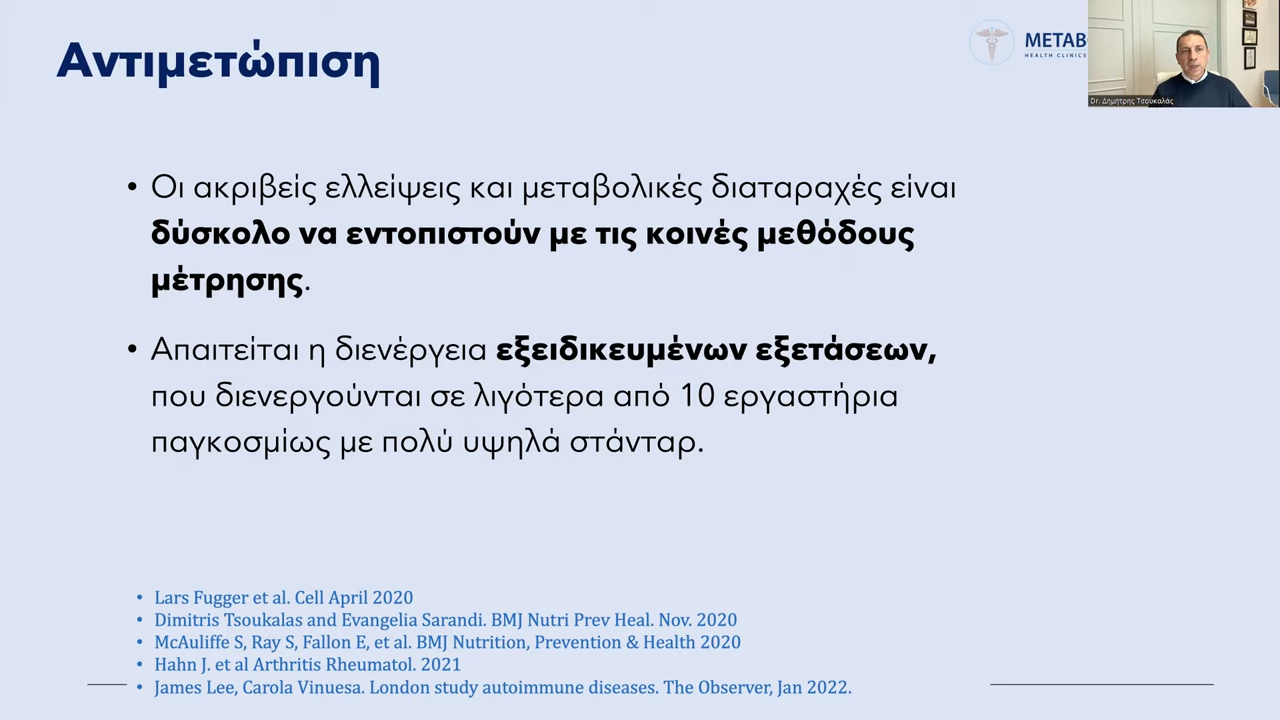 Αντιμετώπιση
METAB
HEALTH CLINICS
Dr. Δημήτρης Τσουκαλάς
• Οι ακριβείς ελλείψεις και μεταβολικές διαταραχές είναι
δύσκολο να εντοπιστούν με τις κοινές μεθόδους
μέτρησης.
• Απαιτείται η διενέργεια εξειδικευμένων εξετάσεων,
που διενεργούνται σε λιγότερα από 10 εργαστήρια
παγκοσμίως με πολύ υψηλά στάνταρ.
• Lars Fugger et al. Cell April 2020
• Dimitris Tsoukalas and Evangelia Sarandi. BMJ Nutri Prev Heal. Nov. 2020
• McAuliffe S, Ray S, Fallon E, et al. BMJ Nutrition, Prevention & Health 2020
• Hahn J. et al Arthritis Rheumatol. 2021
• James Lee, Carola Vinuesa. London study autoimmune diseases. The Observer, Jan 2022.